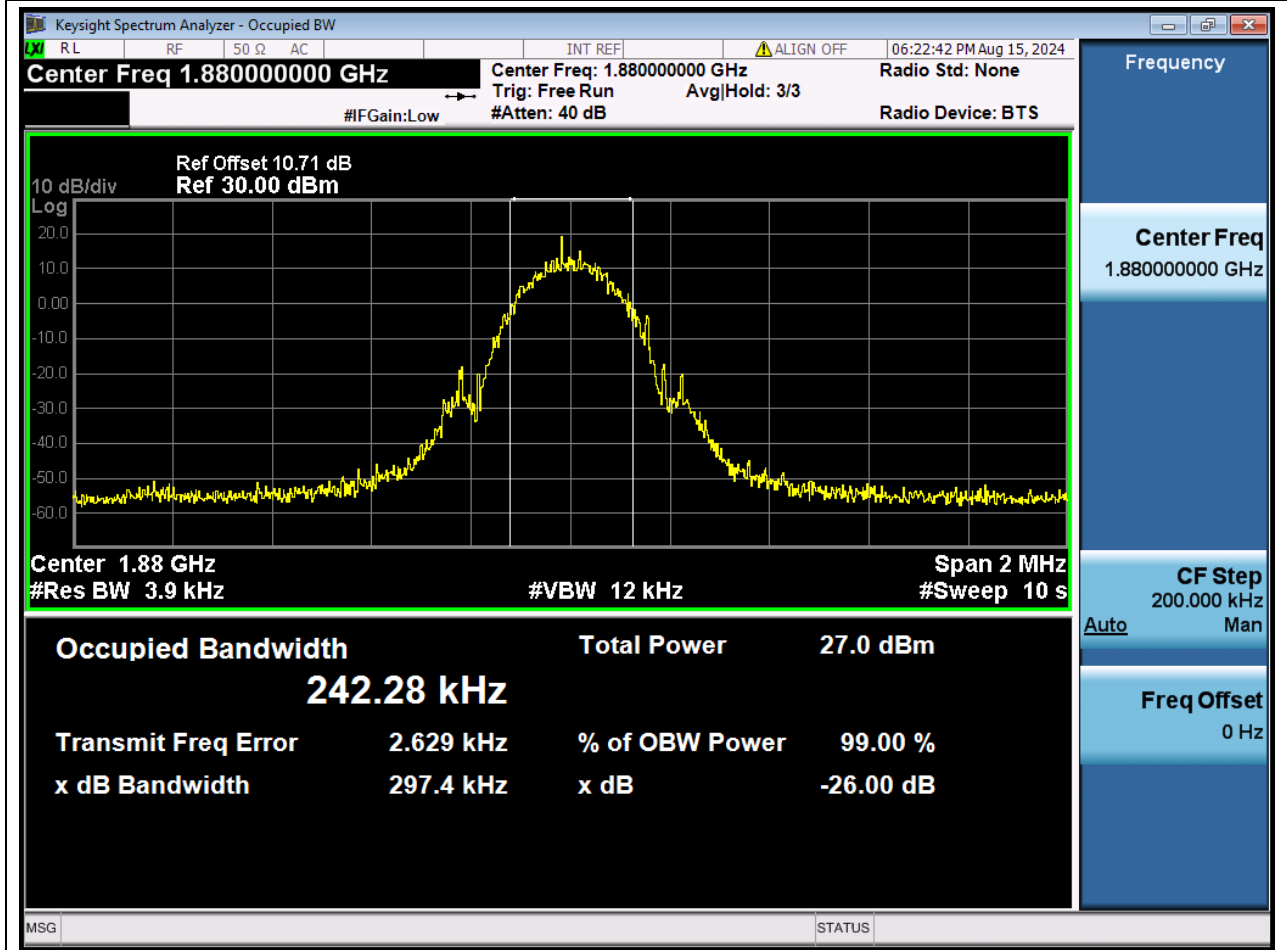 Keysight Spectrum Analyzer - Occupied BW
LXI RL RF 50 Ω AC INT REF ALIGN OFF 06:22:42 PM Aug 15, 2024
Center Freq 1.880000000 GHz
Center Freq: 1.880000000 GHz Radio Std: None
Trig: Free Run Avg|Hold: 3/3
#IFGain:Low #Atten: 40 dB Radio Device: BTS
Ref Offset 10.71 dB
10 dB/div Ref 30.00 dBm
Log
20.0
10.0
0.00
-10.0
-20.0
-30.0
-40.0
-50.0
-60.0
Center 1.88 GHz Span 2 MHz
#Res BW 3.9 kHz #VBW 12 kHz #Sweep 10 s
Occupied Bandwidth Total Power 27.0 dBm
242.28 kHz
Transmit Freq Error 2.629 kHz % of OBW Power 99.00 %
x dB Bandwidth 297.4 kHz x dB -26.00 dB
MSG STATUS
Frequency
Center Freq
1.880000000 GHz
CF Step
200.000 kHz
Auto Man
Freq Offset
0 Hz